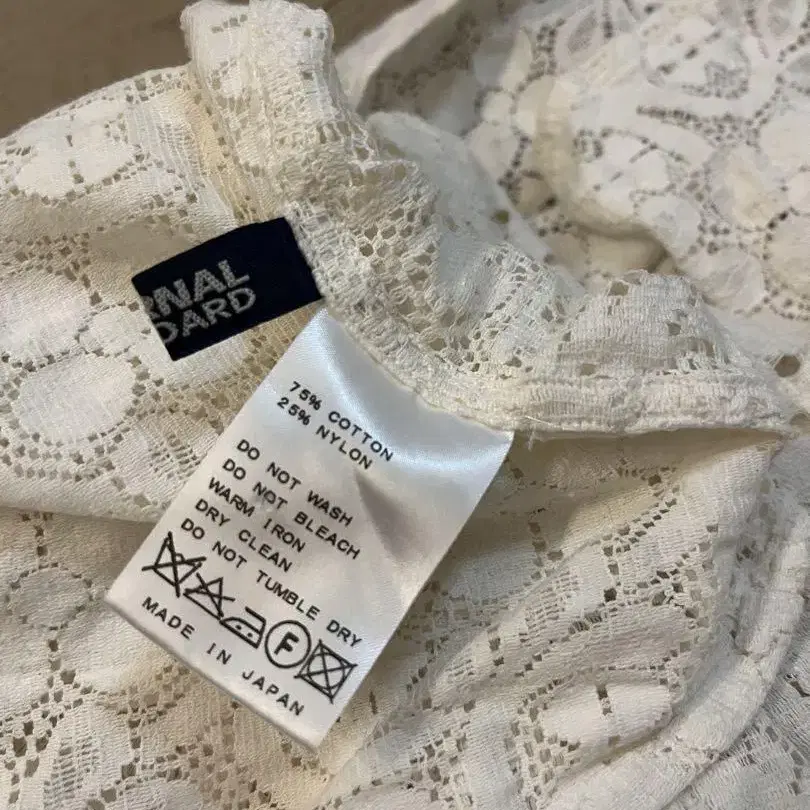 RNAL
OARD
75% COTTON
25% NYLON
DO NOT WASH
DO NOT BLEACH
WARM IRON
DRY CLEAN
DO NOT TUMBLE DRY
F
MADE IN JAPAN